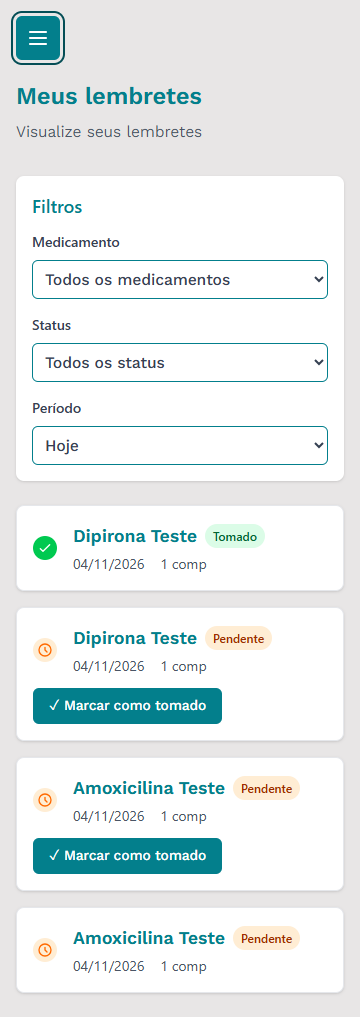 Meus lembretes
Visualize seus lembretes
Filtros
Medicamento
Todos os medicamentos
Status
Todos os status
Período
Hoje
Dipirona Teste Tomado
04/11/2026 1 comp
Dipirona Teste Pendente
04/11/2026 1 comp
✓ Marcar como tomado
Amoxicilina Teste Pendente
04/11/2026 1 comp
✓ Marcar como tomado
Amoxicilina Teste Pendente
04/11/2026 1 comp